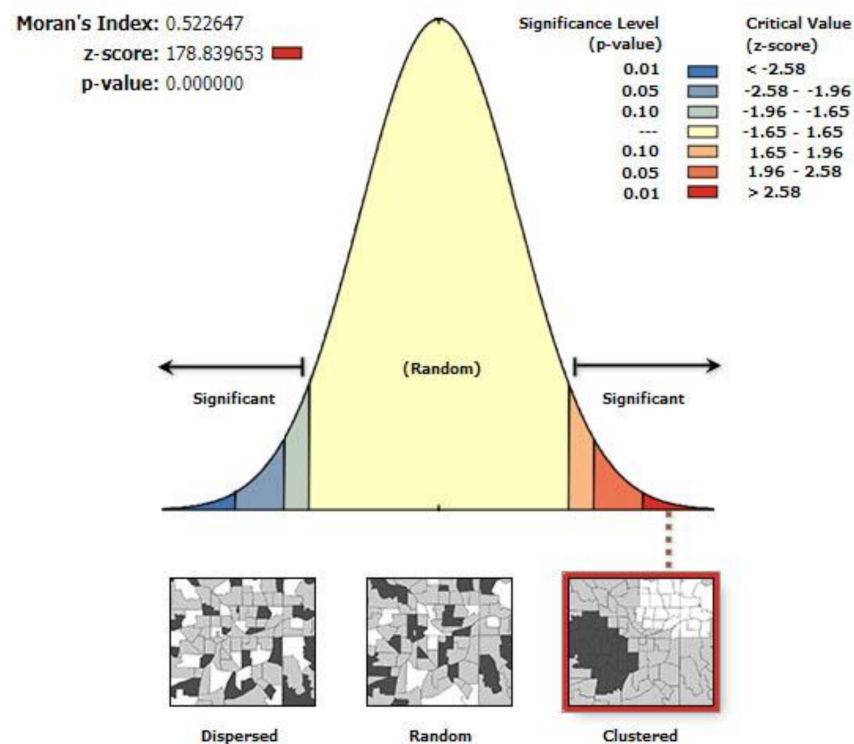 Moran's Index: 0.522647
z-score: 178.839653
p-value: 0.000000
Significance Level
(p-value)
Critical Value
(z-score)
0.01 < -2.58
0.05 -2.58 - -1.96
0.10 -1.96 - -1.65
--- -1.65 - 1.65
0.10 1.65 - 1.96
0.05 1.96 - 2.58
0.01 > 2.58
(Random)
Significant
Significant
Dispersed
Random
Clustered